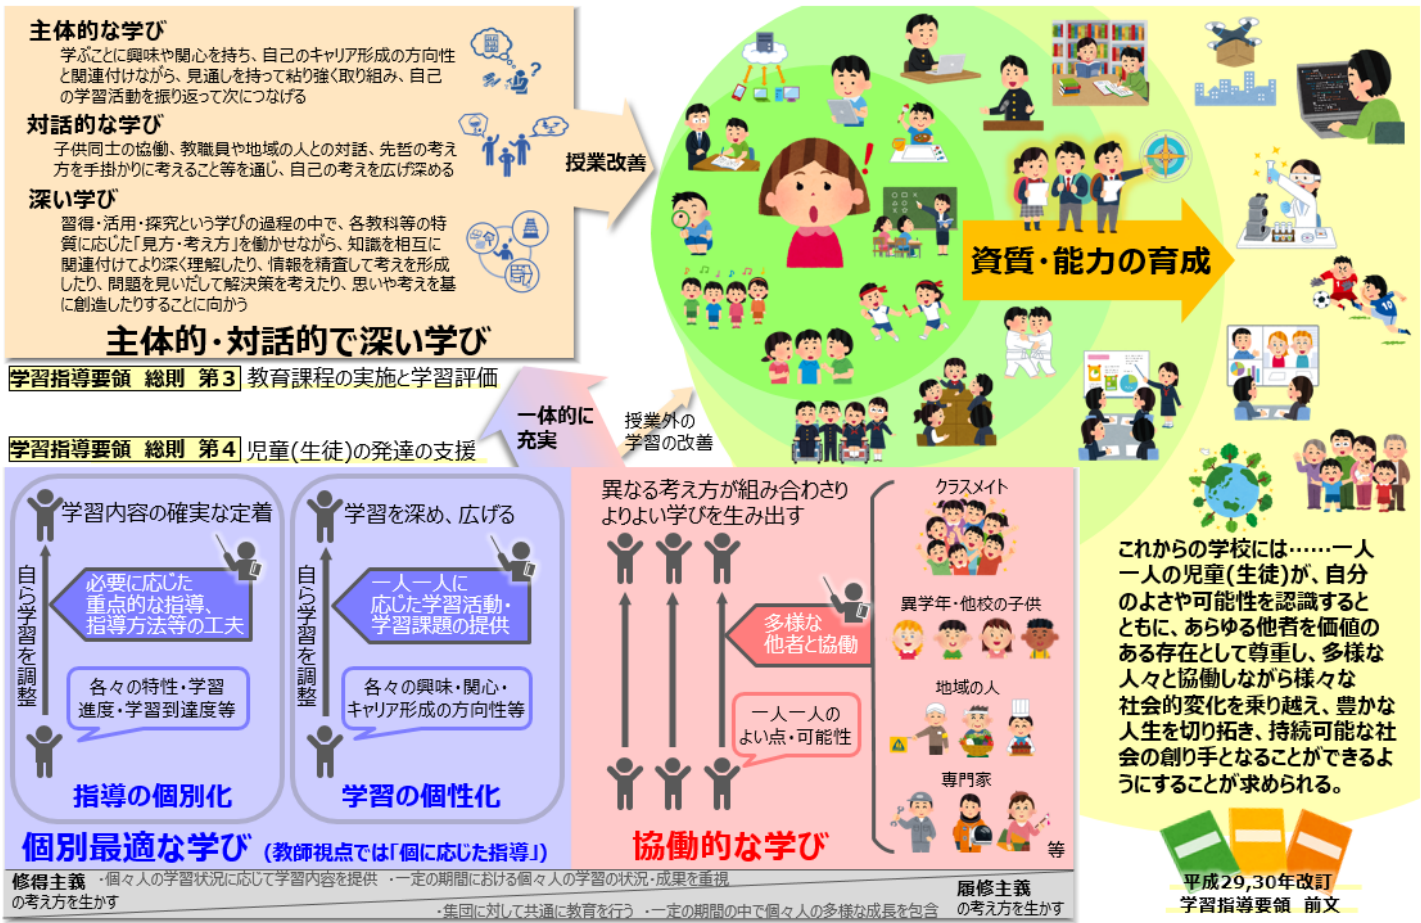 主体的な学び
学ぶことに興味や関心を持ち、自己のキャリア形成の方向性
と関連付けながら、見通しを持って粘り強く取り組み、自己
の学習活動を振り返って次につなげる
対話的な学び
子供同士の協働、教職員や地域の人との対話、先哲の考え
方を手掛かりに考えること等を通じ、自己の考えを広げ深める
深い学び
習得・活用・探究という学びの過程の中で、各教科等の特
質に応じた「見方・考え方」を働かせながら、知識を相互に
関連付けてより深く理解したり、情報を精査して考えを形成
したり、問題を見いだして解決策を考えたり、思いや考えを基
に創造したりすることに向かう
主体的・対話的で深い学び
授業改善
資質・能力の育成
学習指導要領 総則 第3 教育課程の実施と学習評価
学習指導要領 総則 第4 児童(生徒)の発達の支援
一体的に
充実
授業外の
学習の改善
学習内容の確実な定着
自ら学習を調整
必要に応じた
重点的な指導、
指導方法等の工夫
各々の特性・学習
進度・学習到達度等
指導の個別化
学習を深め、広げる
自ら学習を調整
一人一人に
応じた学習活動・
学習課題の提供
各々の興味・関心・
キャリア形成の方向性等
学習の個性化
個別最適な学び (教師視点では「個に応じた指導」)
異なる考え方が組み合わさり
よりよい学びを生み出す
多様な
他者と協働
一人一人の
よい点・可能性
協働的な学び
クラスメイト
異学年・他校の子供
地域の人
専門家
等
修得主義
の考え方を生かす
・個々人の学習状況に応じて学習内容を提供 ・一定の期間における個々人の学習の状況・成果を重視
・集団に対して共通に教育を行う ・一定の期間の中で個々人の多様な成長を包含
履修主義
の考え方を生かす
これからの学校には……一人
一人の児童(生徒)が、自分
のよさや可能性を認識すると
ともに、あらゆる他者を価値の
ある存在として尊重し、多様な
人々と協働しながら様々な
社会的変化を乗り越え、豊かな
人生を切り拓き、持続可能な社
会の創り手となることができるよ
うにすることが求められる。
平成29,30年改訂
学習指導要領 前文